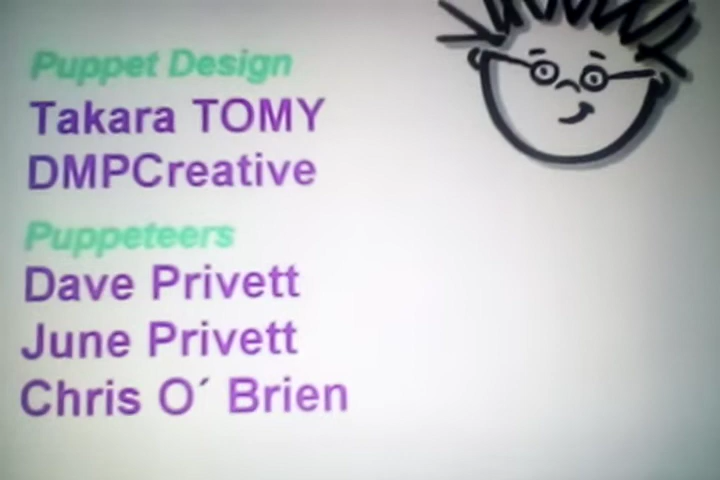 Puppet Design
Takara TOMY
DMPCreative
Puppeteers
Dave Privett
June Privett
Chris O´ Brien